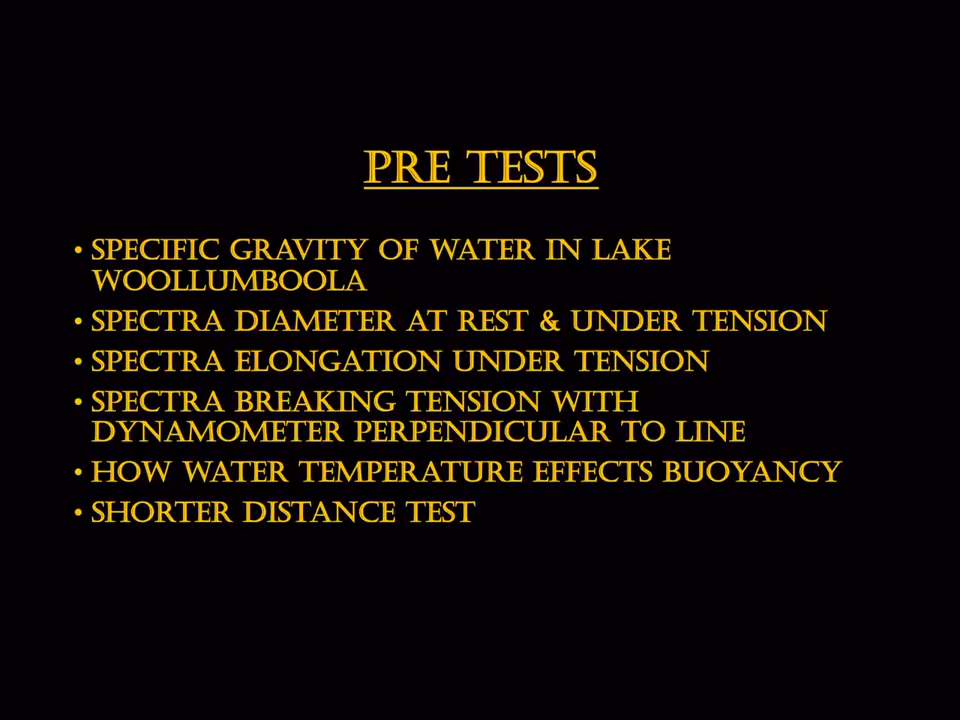 PRE TESTS
• SPECIFIC GRAVITY OF WATER IN LAKE
WOOLLUMBOOLA
• SPECTRA DIAMETER AT REST & UNDER TENSION
• SPECTRA ELONGATION UNDER TENSION
• SPECTRA BREAKING TENSION WITH
DYNAMOMETER PERPENDICULAR TO LINE
• HOW WATER TEMPERATURE EFFECTS BUOYANCY
• SHORTER DISTANCE TEST